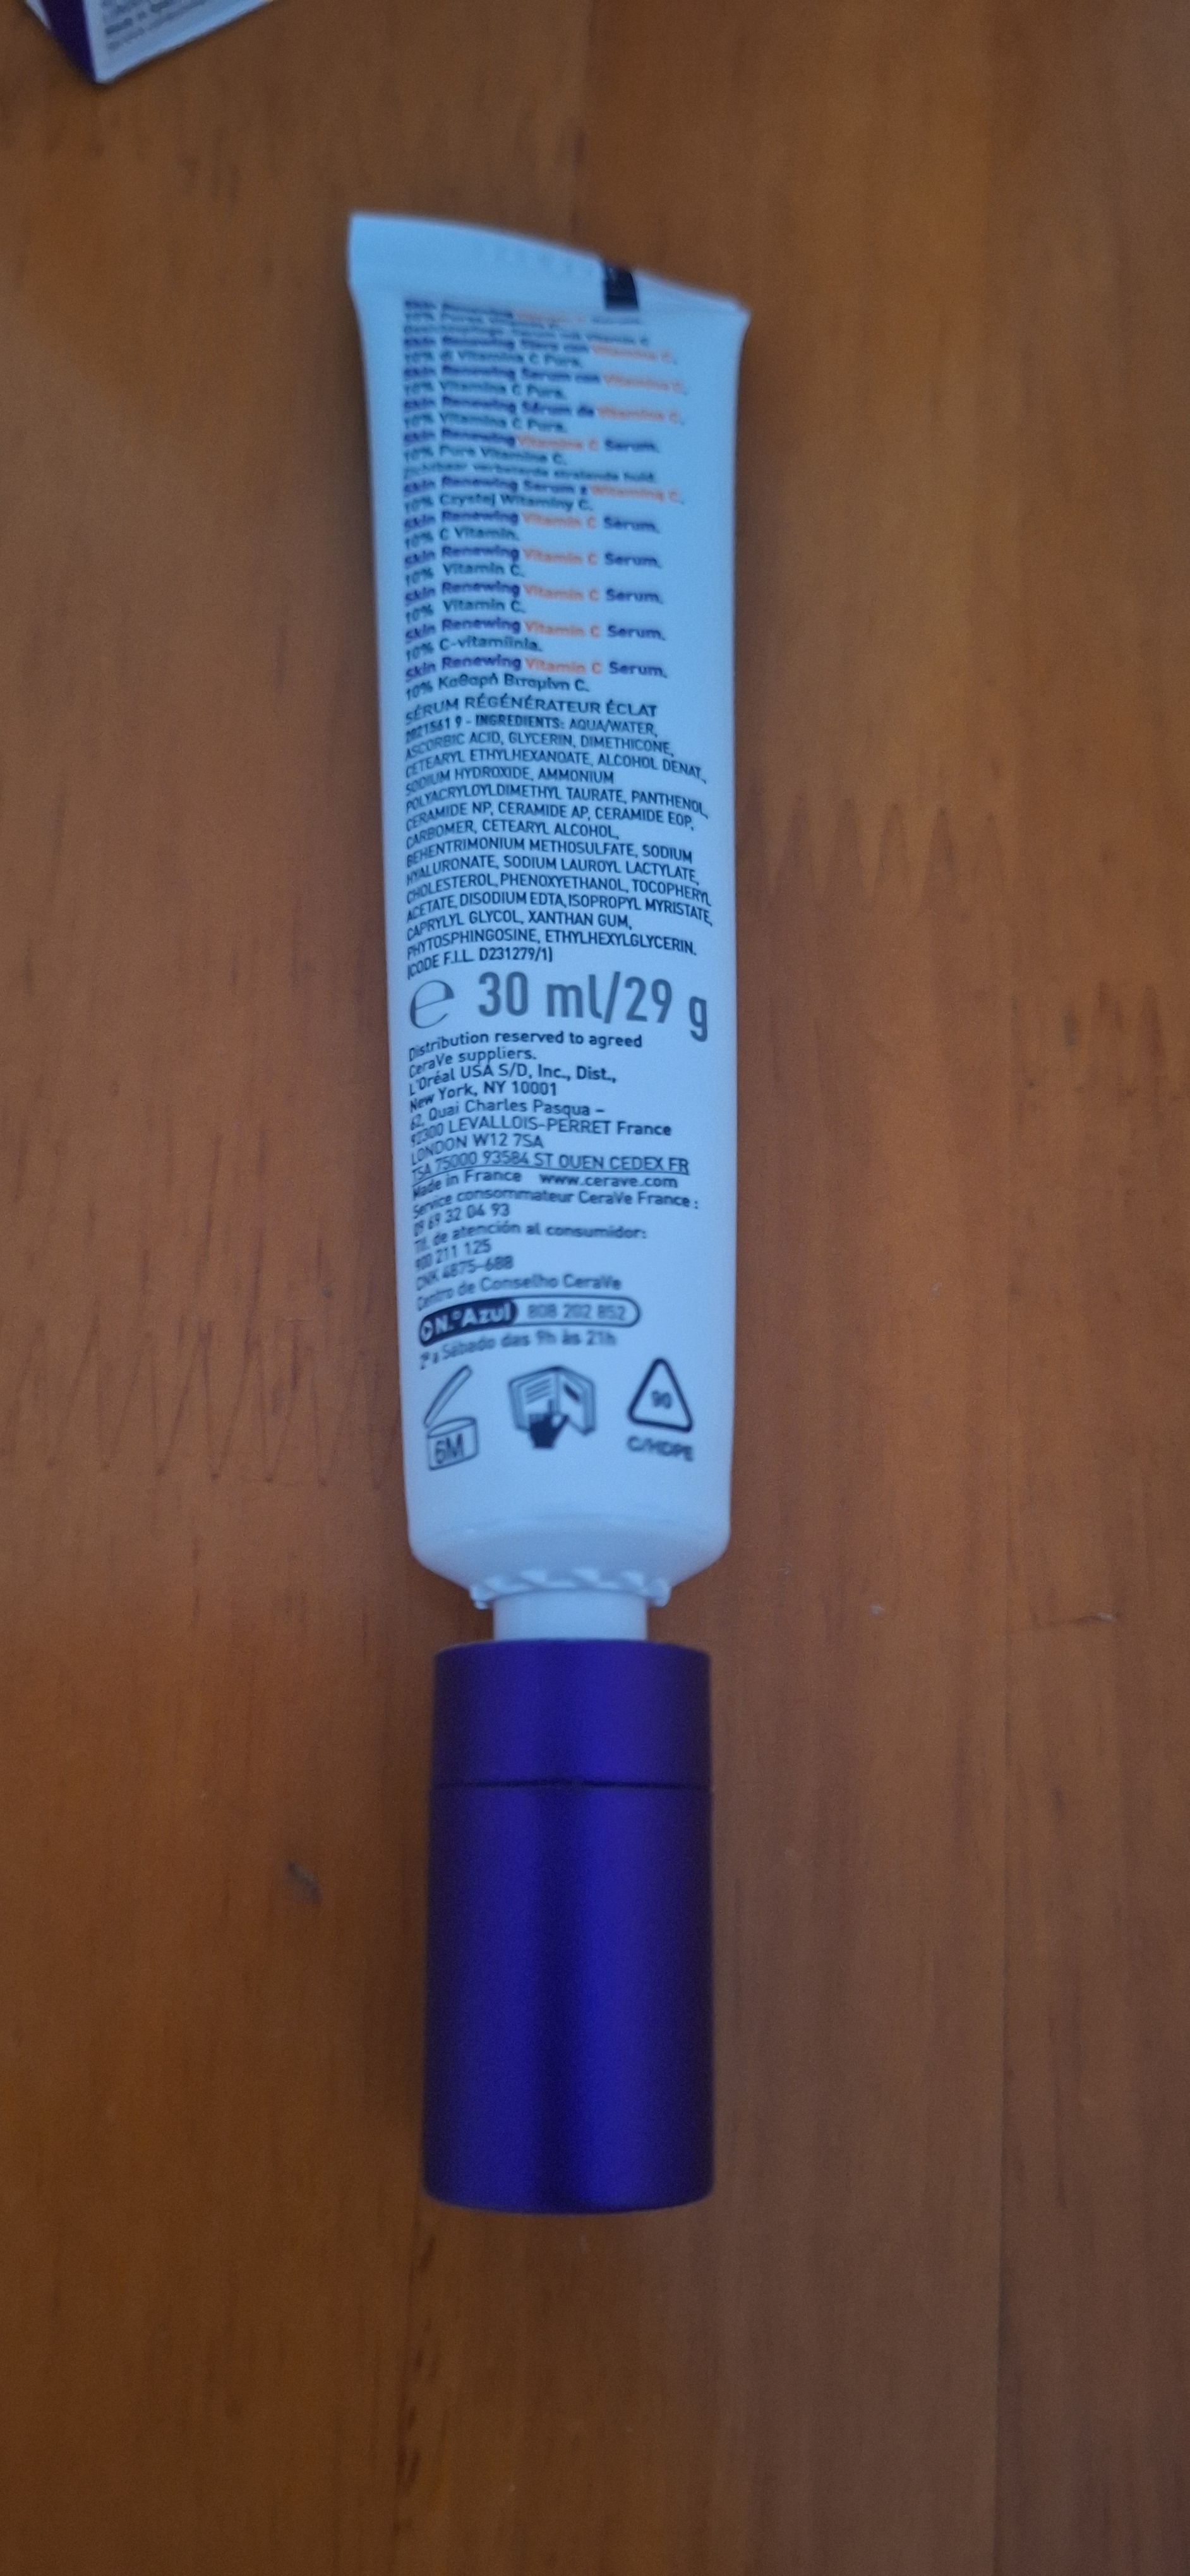 Skin Renewing Vitamin C Serum.
Skin Renewing Siero con Vitamina C.
10% di Vitamina C Pura.
Skin Renewing Serum con Vitamina C.
10% Vitamina C Pura.
Skin Renewing Sérum de Vitamina C.
10% Vitamina C Pura.
Skin Renewing Vitamine C Serum.
10% Pure Vitamine C.
Zichtbaar verbeterde stralende huid.
Skin Renewing Serum z Witaminą C.
10% Czystej Witaminy C.
Skin Renewing Vitamin C Serum.
10% C Vitamin.
Skin Renewing Vitamin C Serum.
10% Vitamin C.
Skin Renewing Vitamin C Serum.
10% Vitamin C.
Skin Renewing Vitamin C Serum.
10% C-vitamiinia.
Skin Renewing Vitamin C Serum.
10% Καθαρή Βιταμίνη C.
SÉRUM RÉGÉNÉRATEUR ÉCLAT
2021561 9 - INGREDIENTS: AQUA/WATER,
ASCORBIC ACID, GLYCERIN, DIMETHICONE,
CETEARYL ETHYLHEXANOATE, ALCOHOL DENAT.,
SODIUM HYDROXIDE, AMMONIUM
POLYACRYLOYLDIMETHYL TAURATE, PANTHENOL,
CERAMIDE NP, CERAMIDE AP, CERAMIDE EOP,
CARBOMER, CETEARYL ALCOHOL,
BEHENTRIMONIUM METHOSULFATE, SODIUM
HYALURONATE, SODIUM LAUROYL LACTYLATE,
CHOLESTEROL, PHENOXYETHANOL, TOCOPHERYL
ACETATE, DISODIUM EDTA, ISOPROPYL MYRISTATE,
CAPRYLYL GLYCOL, XANTHAN GUM,
PHYTOSPHINGOSINE, ETHYLHEXYLGLYCERIN.
(CODE F.I.L. D231279/1)
e 30 ml/29 g
Distribution reserved to agreed
CeraVe suppliers.
L'Oréal USA S/D, Inc., Dist.,
New York, NY 10001
62, Quai Charles Pasqua –
92300 LEVALLOIS-PERRET France
LONDON W12 7SA
TSA 75000 93584 ST OUEN CEDEX FR
Made in France www.cerave.com
Service consommateur CeraVe France :
09 69 32 04 93
Tlf. de atención al consumidor:
900 211 125
CNK 4875-688
Centro de Conselho CeraVe
N.º Azul 808 202 852
2ª a Sábado das 9h às 21h
6M
90
C/HDPE